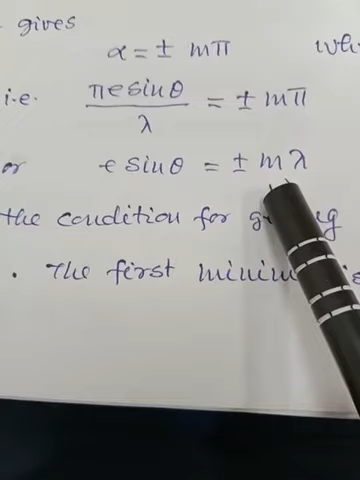 gives
α = ± mπ
i.e. πe sinθ / λ = ± mπ
or e sinθ = ± mλ
the condition for
. The first